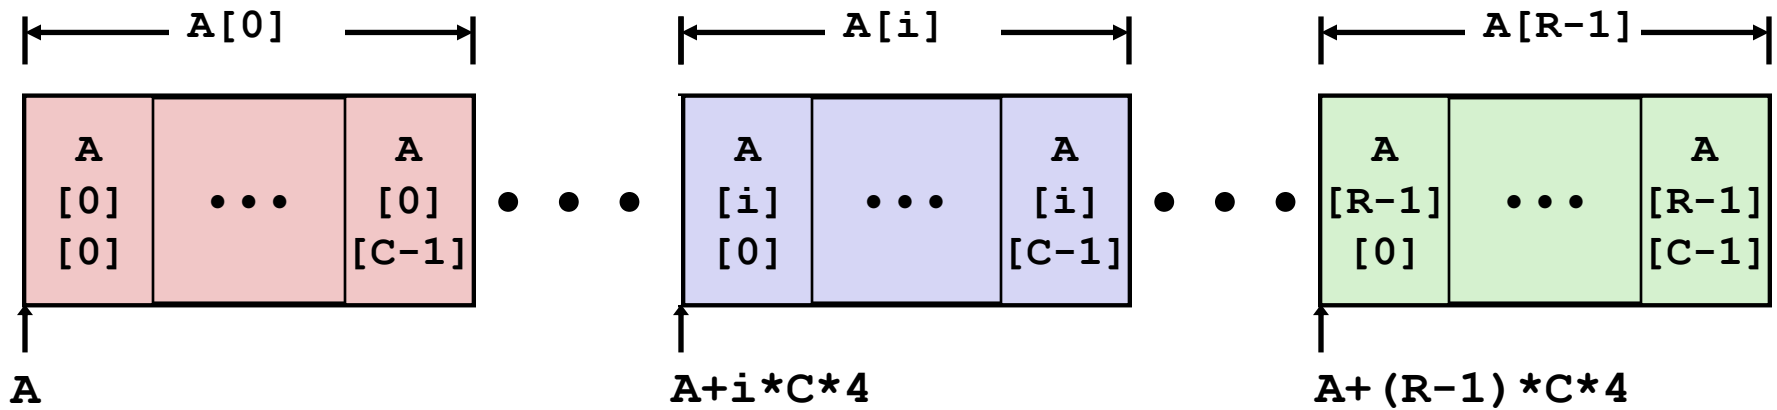 A[0] A[i] A[R-1]
A A A A A A
[0] ••• [0] • • • [i] ••• [i] • • • [R-1] ••• [R-1]
[0] [C-1] [0] [C-1] [0] [C-1]
A A+i*C*4 A+(R-1)*C*4